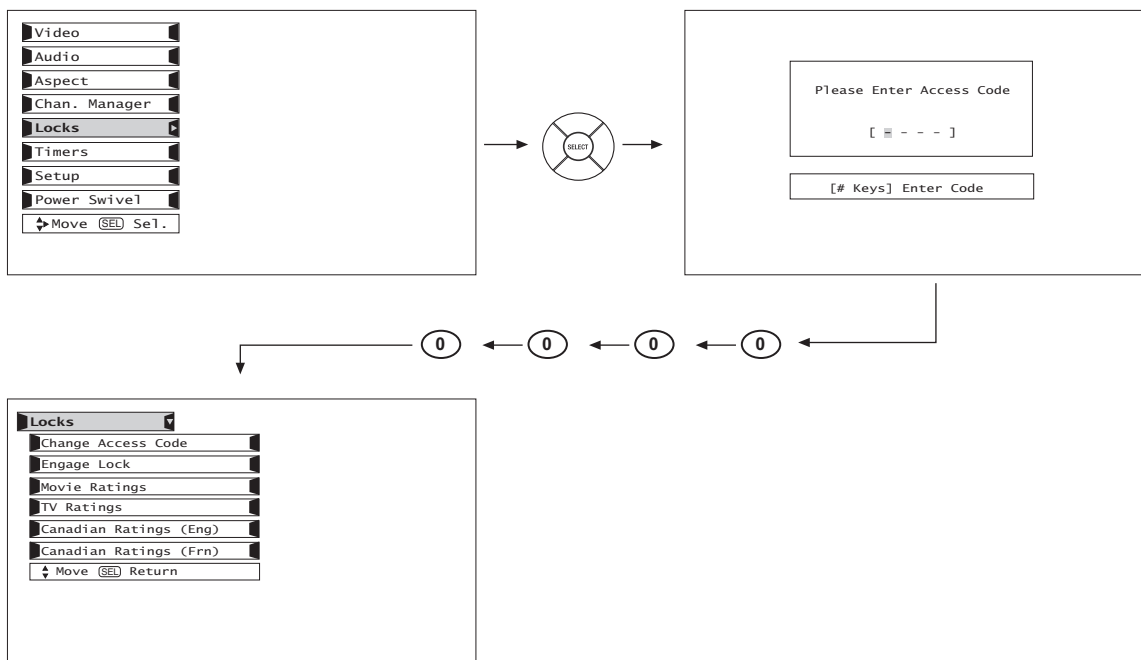 Video
Audio
Aspect
Chan. Manager
Locks
Timers
Setup
Power Swivel
Move SEL Sel.
SELECT
Please Enter Access Code
[ - - - - ]
[# Keys] Enter Code
0 0 0 0
Locks
Change Access Code
Engage Lock
Movie Ratings
TV Ratings
Canadian Ratings (Eng)
Canadian Ratings (Frn)
Move SEL Return